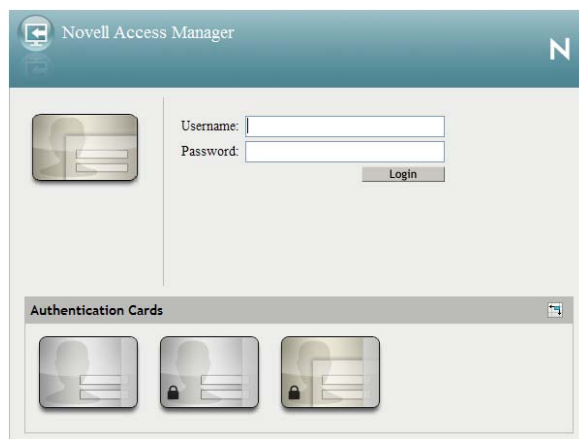 Novell Access Manager
N
Username:
Password:
Login
Authentication Cards